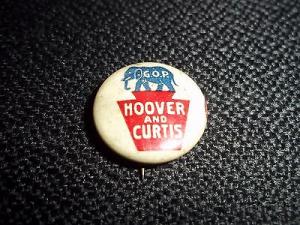 G.O.P.
HOOVER
AND
CURTIS